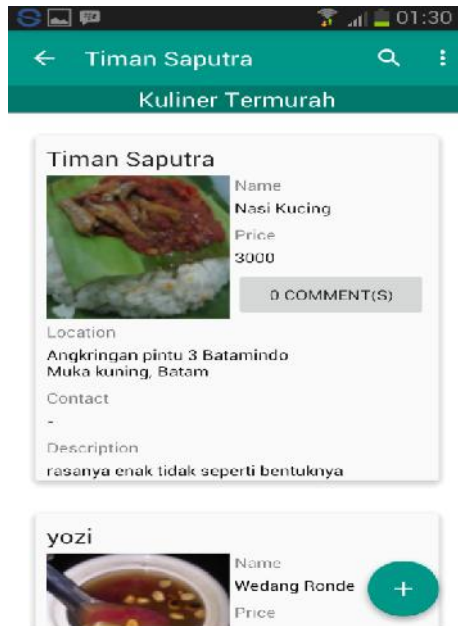 01:30
Timan Saputra
Kuliner Termurah
Timan Saputra
Name
Nasi Kucing
Price
3000
0 COMMENT(S)
Location
Angkringan pintu 3 Batamindo
Muka kuning, Batam
Contact
-
Description
rasanya enak tidak seperti bentuknya
yozi
Name
Wedang Ronde
+
Price